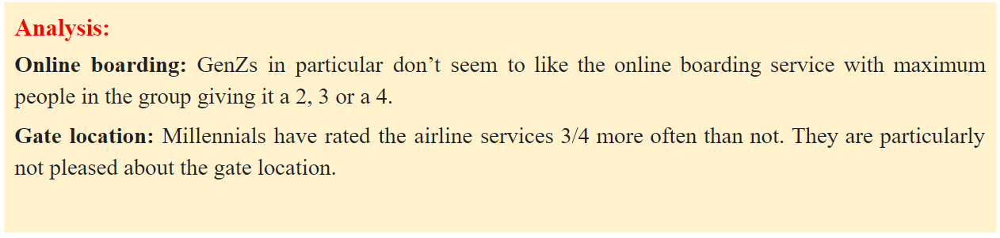 Analysis:
Online boarding: GenZs in particular don’t seem to like the online boarding service with maximum
people in the group giving it a 2, 3 or a 4.
Gate location: Millennials have rated the airline services 3/4 more often than not. They are particularly
not pleased about the gate location.